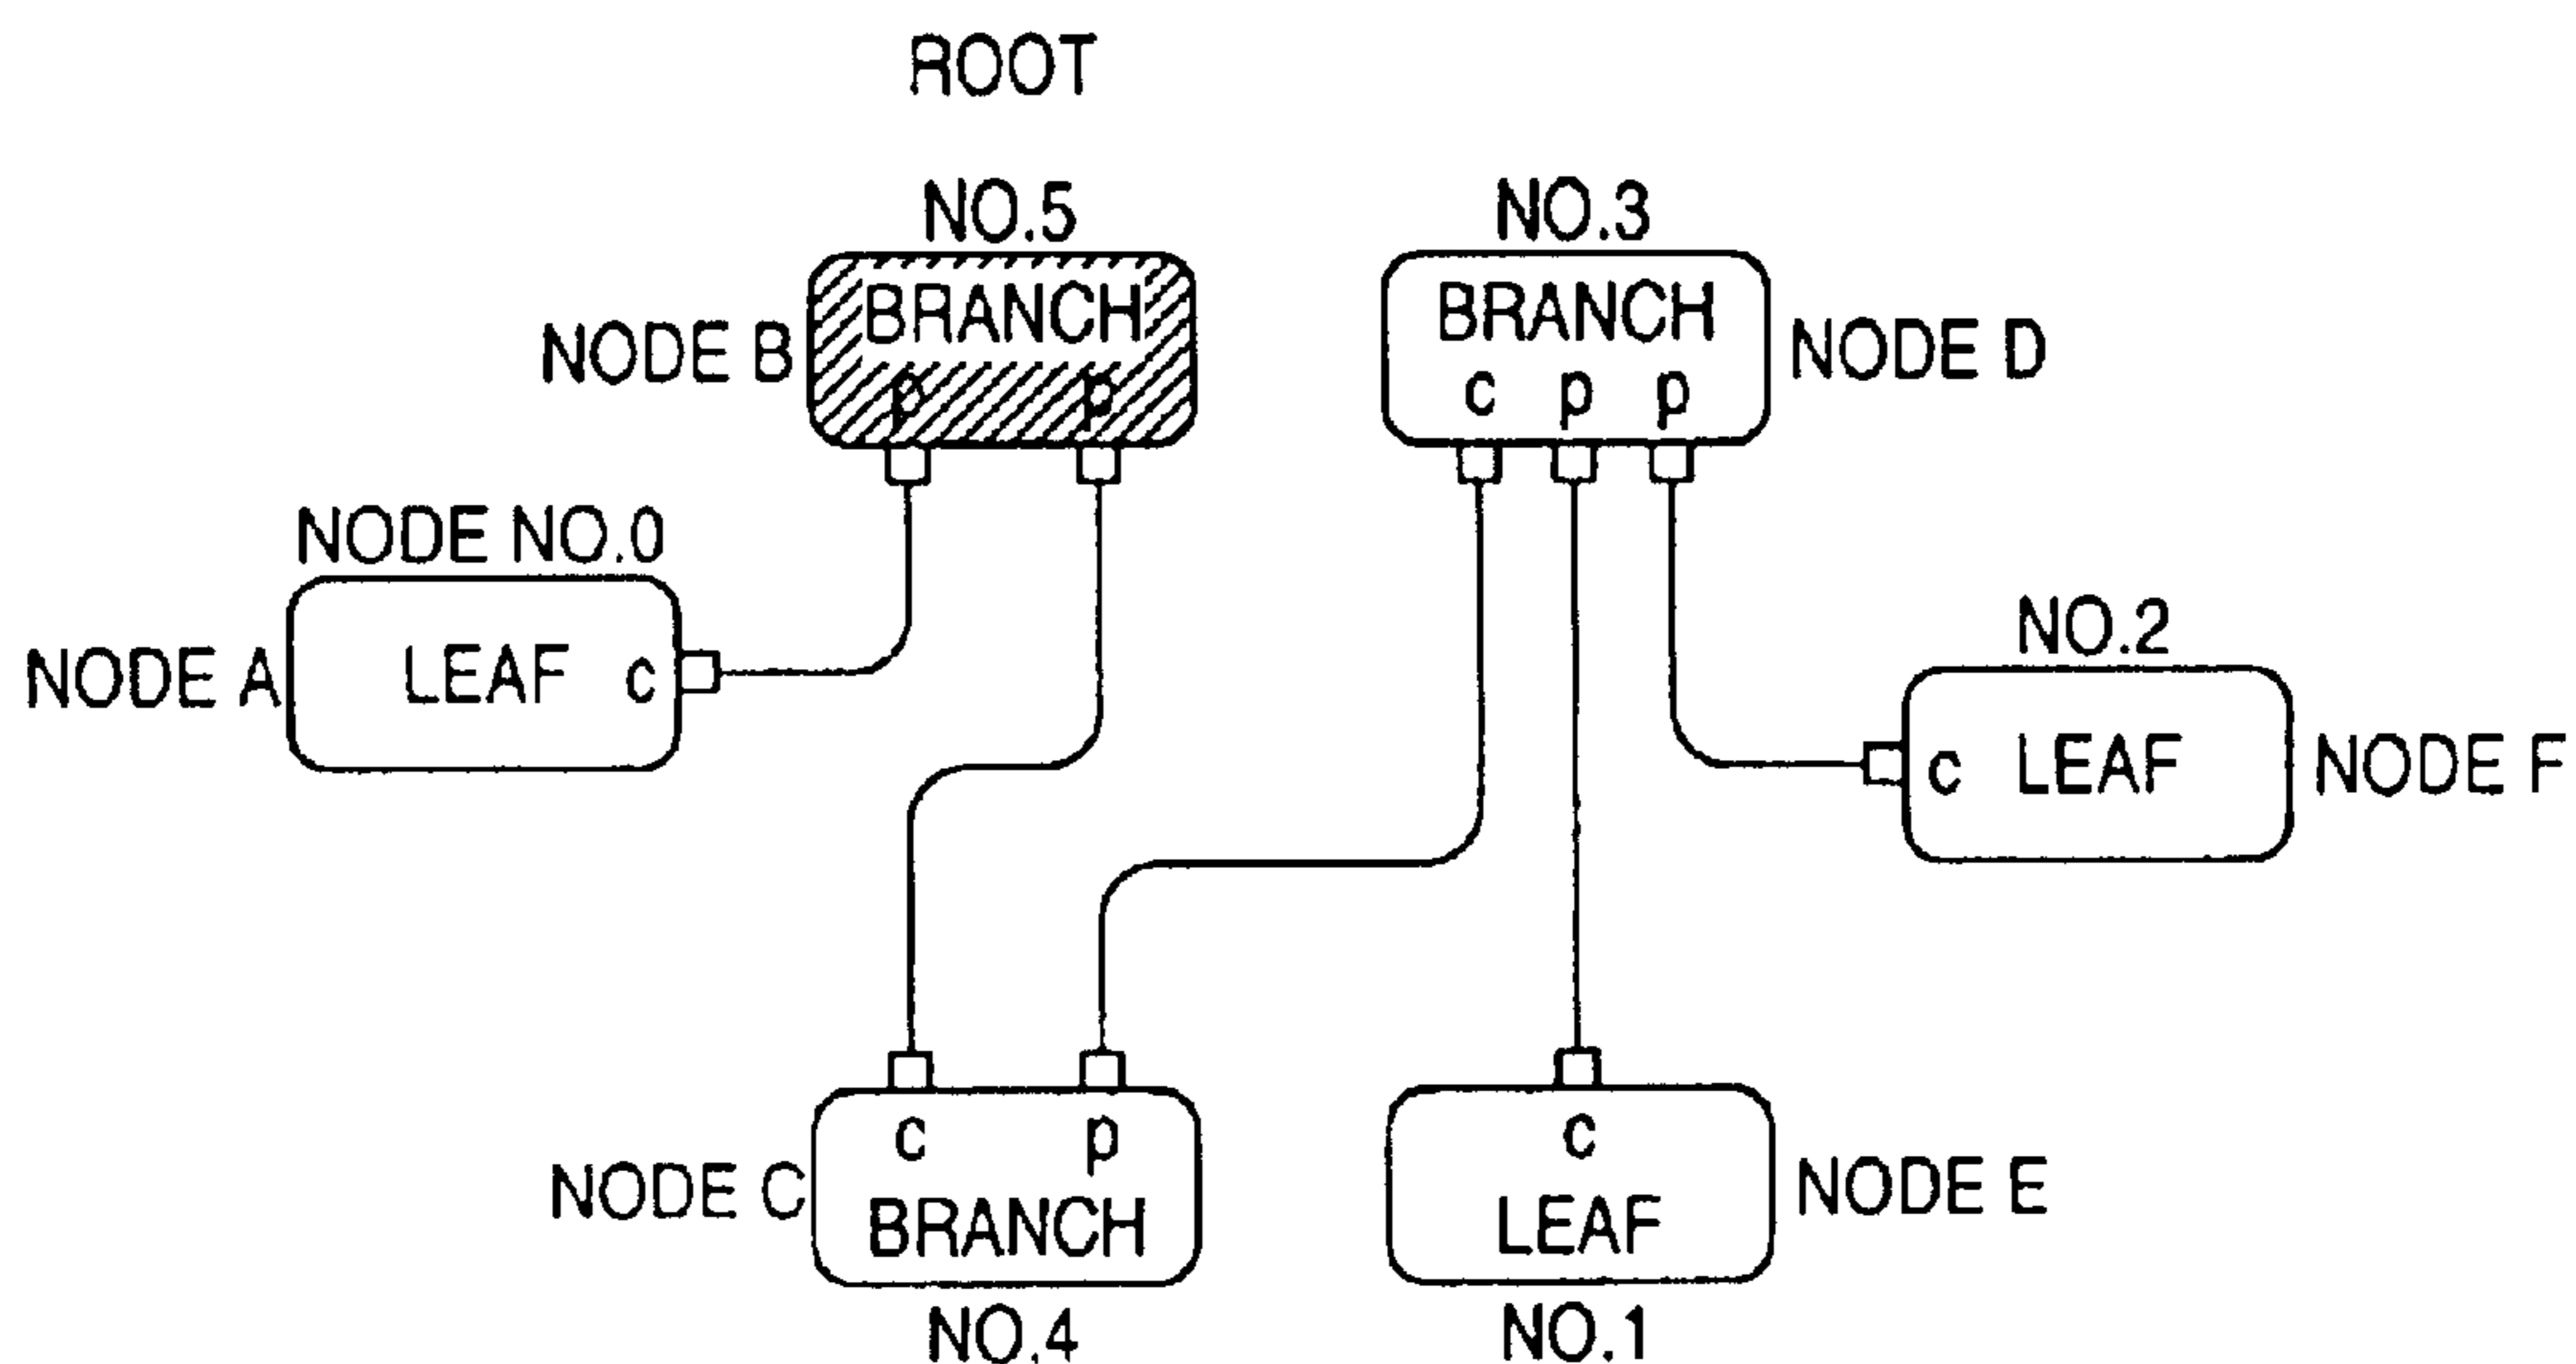 ROOT
NO.5
NO.3
BRANCH
BRANCH
NODE B
NODE D
p p
c p p
NODE NO.0
NO.2
NODE A
LEAF c
c LEAF
NODE F
c p
c
NODE C
NODE E
BRANCH
LEAF
NO.4
NO.1